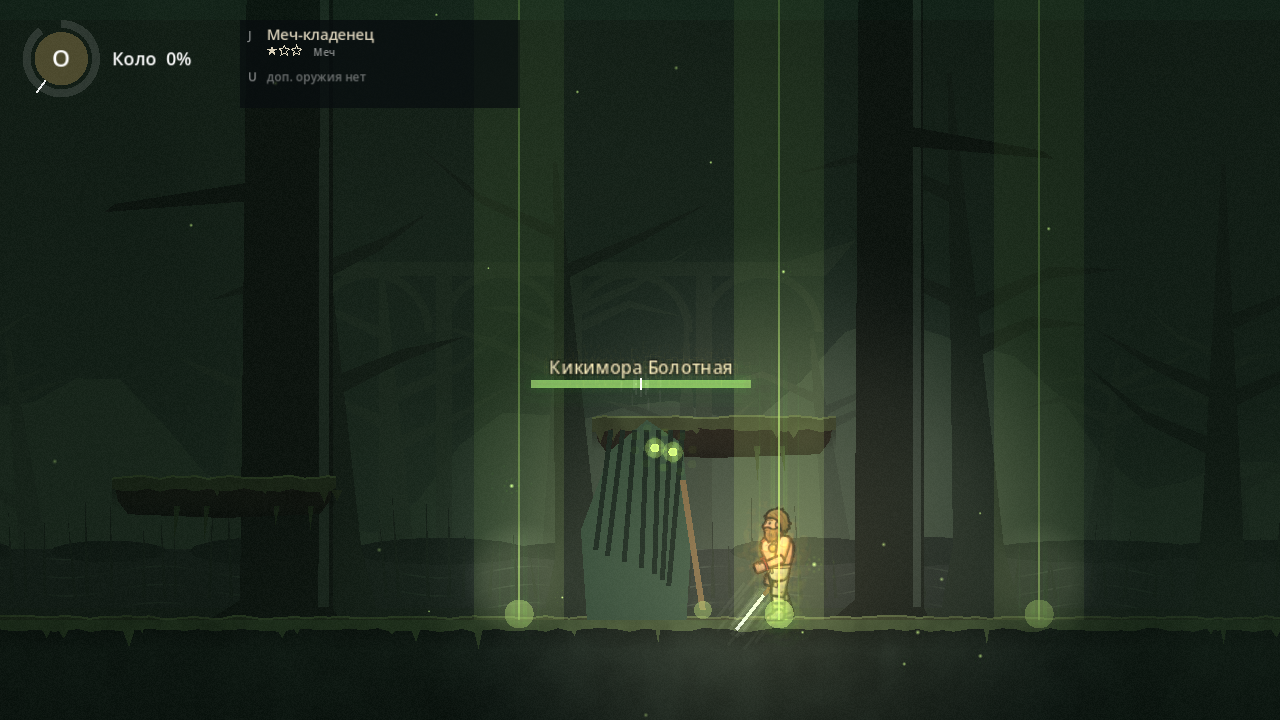 О
Коло 0%
J Меч-кладенец
★☆☆ Меч
U доп. оружия нет
Кикимора Болотная